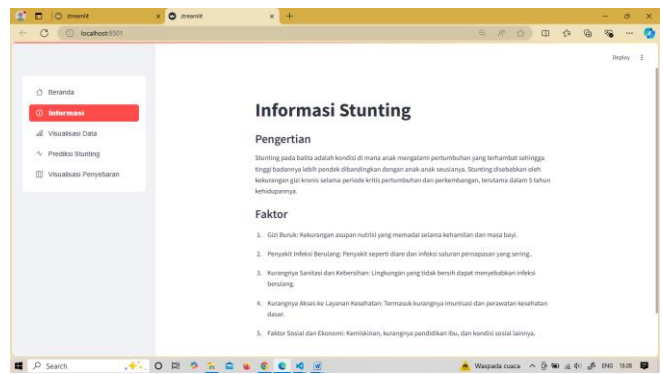 streamlit
streamlit
localhost:8501
Deploy
Beranda
Informasi
Visualisasi Data
Prediksi Stunting
Visualisasi Penyebaran
Informasi Stunting
Pengertian
Stunting pada balita adalah kondisi di mana anak mengalami pertumbuhan yang terhambat sehingga
tinggi badannya lebih pendek dibandingkan dengan anak-anak seusianya. Stunting disebabkan oleh
kekurangan gizi kronis selama periode kritis pertumbuhan dan perkembangan, terutama dalam 5 tahun
kehidupannya.
Faktor
1. Gizi Buruk: Kekurangan asupan nutrisi yang memadai selama kehamilan dan masa bayi.
2. Penyakit Infeksi Berulang: Penyakit seperti diare dan infeksi saluran pernapasan yang sering.
3. Kurangnya Sanitasi dan Kebersihan: Lingkungan yang tidak bersih dapat menyebabkan infeksi
berulang.
4. Kurangnya Akses ke Layanan Kesehatan: Termasuk kurangnya imunisasi dan perawatan kesehatan
dasar.
5. Faktor Sosial dan Ekonomi: Kemiskinan, kurangnya pendidikan ibu, dan kondisi sosial lainnya.
Search
Waspada cuaca
ENG